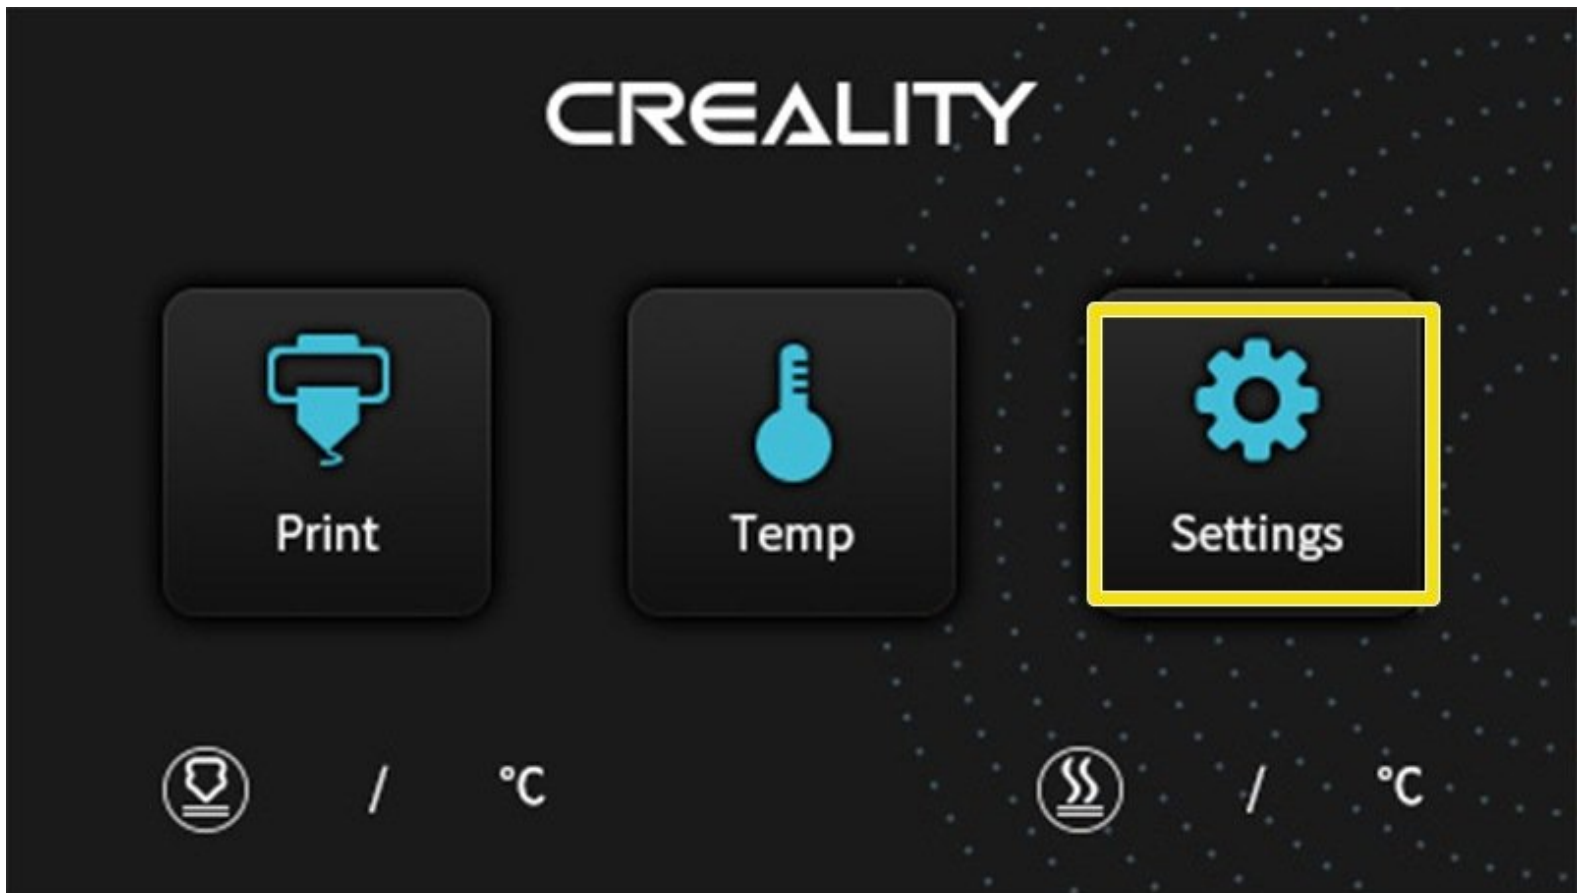 CREALITY
Print
Temp
Settings
/ °C
/ °C